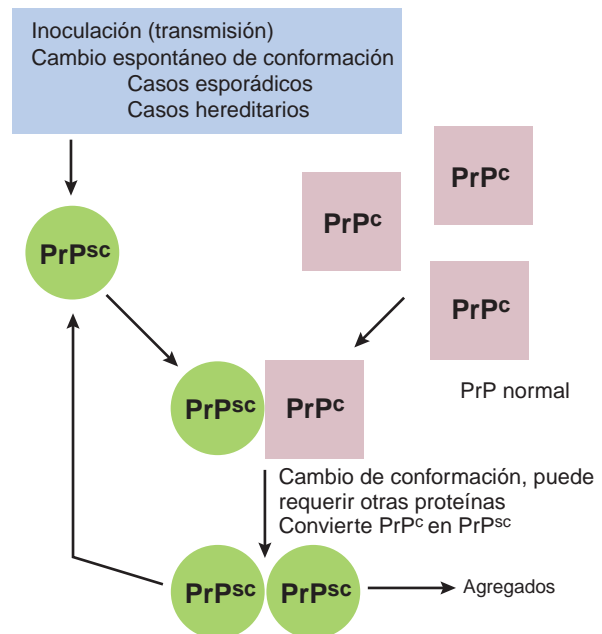 Inoculación (transmisión)
Cambio espontáneo de conformación
Casos esporádicos
Casos hereditarios
PrPc
PrPc
PrPsc
PrPc
PrP normal
PrPsc
PrPc
Cambio de conformación, puede
requerir otras proteínas
Convierte PrPc en PrPsc
PrPsc
PrPsc
Agregados